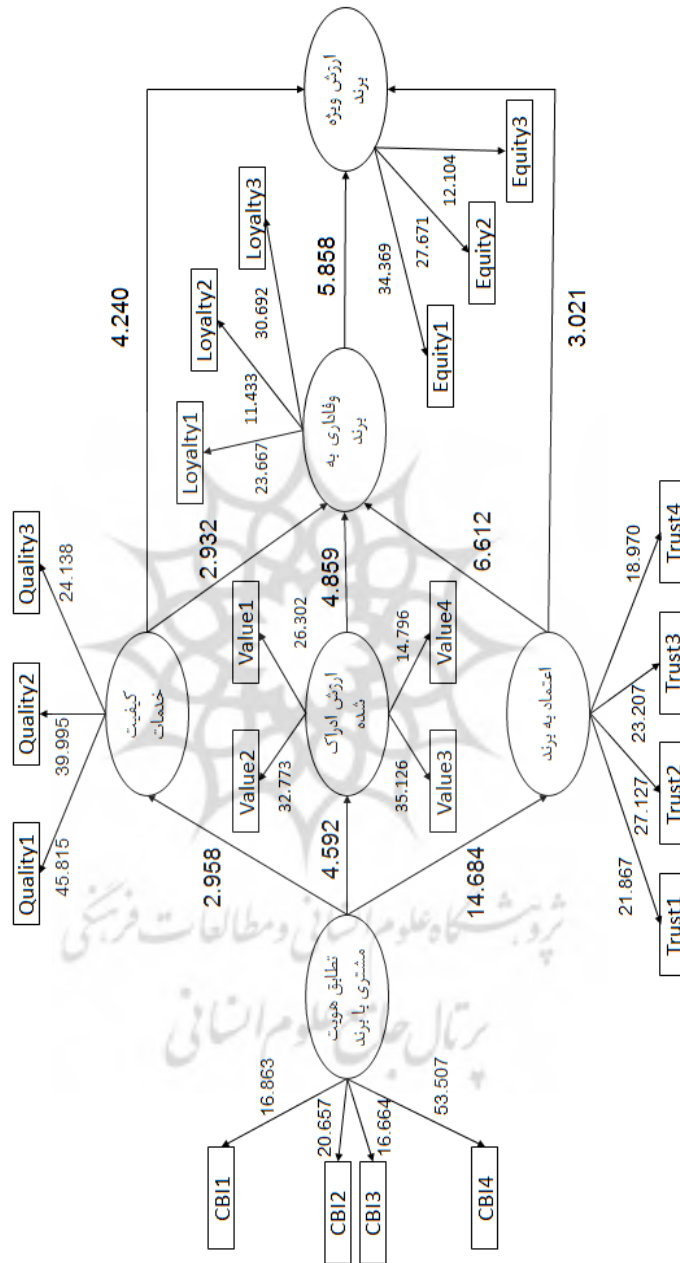 Quality1
Quality2
Quality3
45.815
39.995
24.138
کیفیت
خدمات
4.240
Loyalty1
Loyalty2
Loyalty3
23.667
11.433
30.692
2.958
2.932
Value2
Value1
32.773
26.302
CBI1
CBI2
CBI3
CBI4
16.863
20.657
16.664
53.507
تطابق هویت
مشتری با برند
4.592
ارزش ادراک
شده
4.859
وفاداری به
برند
5.858
ارزش ویژه
برند
35.126
14.796
Value3
Value4
34.369
27.671
12.104
Equity1
Equity2
Equity3
14.684
6.612
اعتماد به برند
3.021
21.867
27.127
23.207
18.970
Trust1
Trust2
Trust3
Trust4
پژوهشگاه علوم انسانی و مطالعات فرهنگی
پرتال جامع علوم انسانی